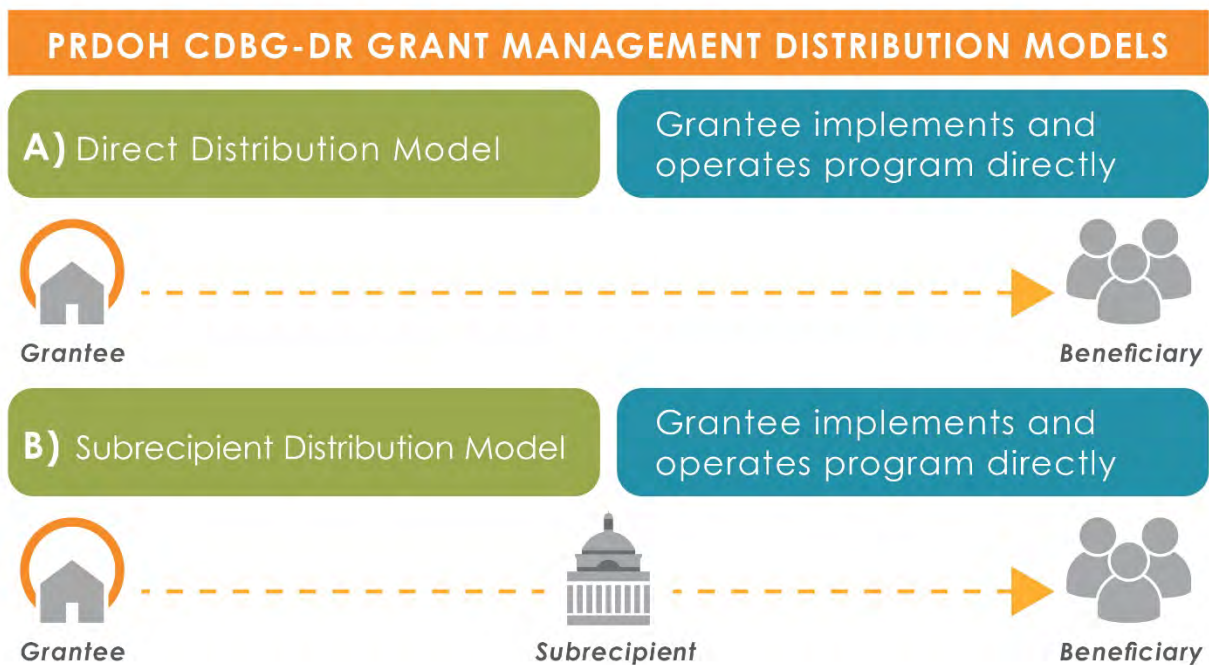 PRDOH CDBG-DR GRANT MANAGEMENT DISTRIBUTION MODELS
A) Direct Distribution Model
Grantee implements and
operates program directly
Grantee
Beneficiary
B) Subrecipient Distribution Model
Grantee implements and
operates program directly
Grantee
Subrecipient
Beneficiary